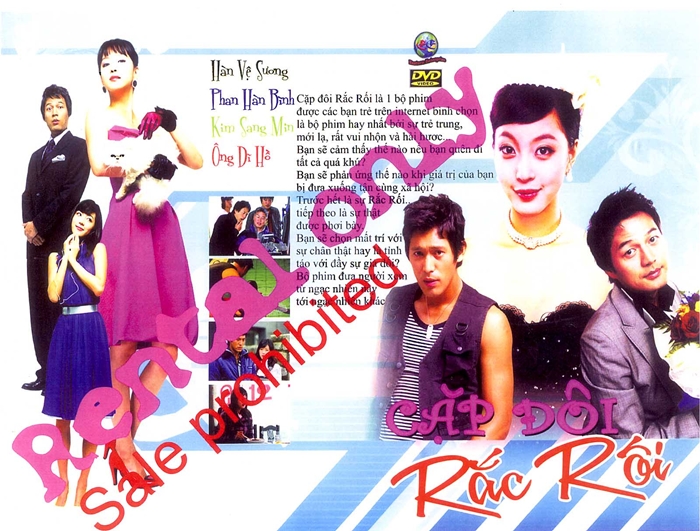 Hàn Vệ Sương
Phan Hàn Bình
Kim Sang Min
Ông Di Hồ
DVD
VIDEO
Cặp đôi Rắc Rối là 1 bộ phim
được các bạn trẻ trên internet bình chọn
là bộ phim hay nhất bởi sự trẻ trung,
mới lạ, rất vui nhộn và hài hước...
Bạn sẽ cảm thấy thế nào nếu bạn quên đi
tất cả quá khứ?
Bạn sẽ phản ứng thế nào khi giá trị của bạn
bị đưa xuống tận cùng xã hội?
Trước hết là sự Rắc Rối..
tiếp theo là sự thật
được phơi bày.
Bạn sẽ chọn mất trí với
sự chân thật hay là tỉnh
táo với đầy sự giả dối?
Bộ phim đưa người xem
từ ngạc nhiên này
tới ngạc nhiên khác
Rental only
Sale prohibited
CẶP ĐÔI
Rắc Rối